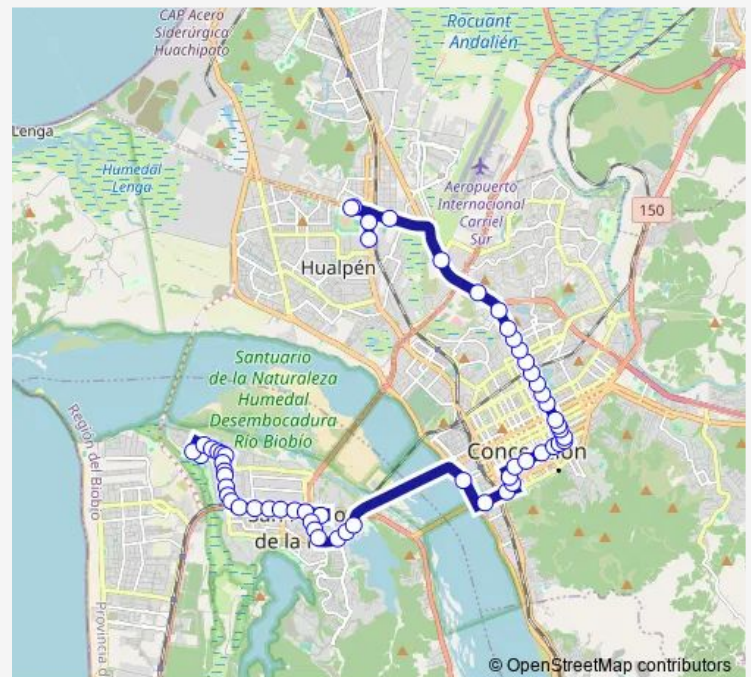 CAP Acero
Siderúrgica
Huachipato
Rocuant
Andalién
Lenga
Humedal
Lenga
Aeropuerto
Internacional
Carriel
Sur
150
Hualpén
Santuario
de la Naturaleza
Humedal
Desembocadura
Río Biobío
Región del Biobío
Provincia d
de la
© OpenStreetMap contributors